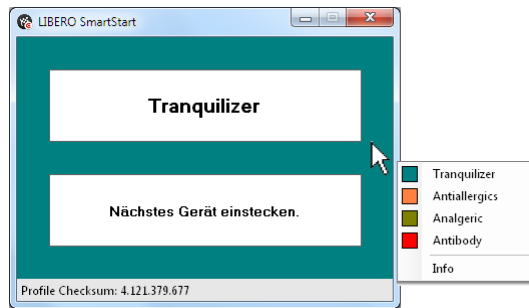 LIBERO SmartStart
Tranquilizer
Nächstes Gerät einstecken.
Profile Checksum: 4.121.379.677
Tranquilizer
Antiallergics
Analgeric
Antibody
Info